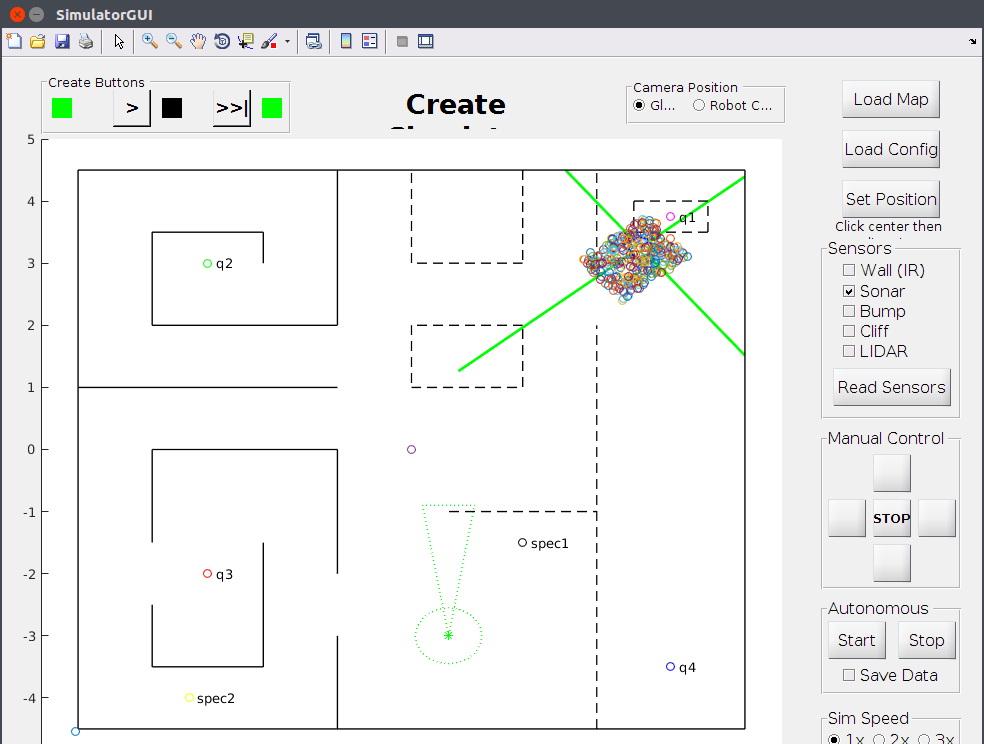 SimulatorGUI
Create Buttons
>
>>|
Create
Camera Position
Gl...
Robot C...
Load Map
Load Config
Set Position
Click center then
Sensors
Wall (IR)
Sonar
Bump
Cliff
LIDAR
Read Sensors
Manual Control
STOP
Autonomous
Start
Stop
Save Data
Sim Speed
1x
2x
3x
5
4
3
2
1
0
-1
-2
-3
-4
q1
q2
spec1
q3
q4
spec2